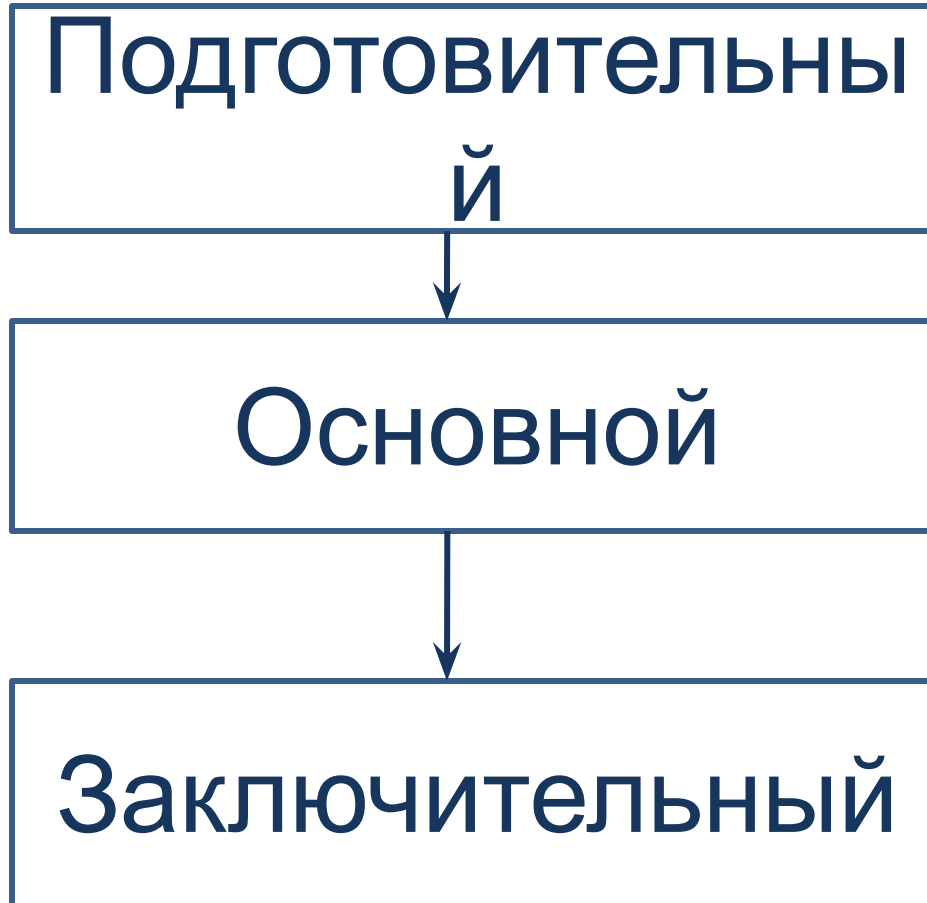 Подготовительны
й
Основной
Заключительный